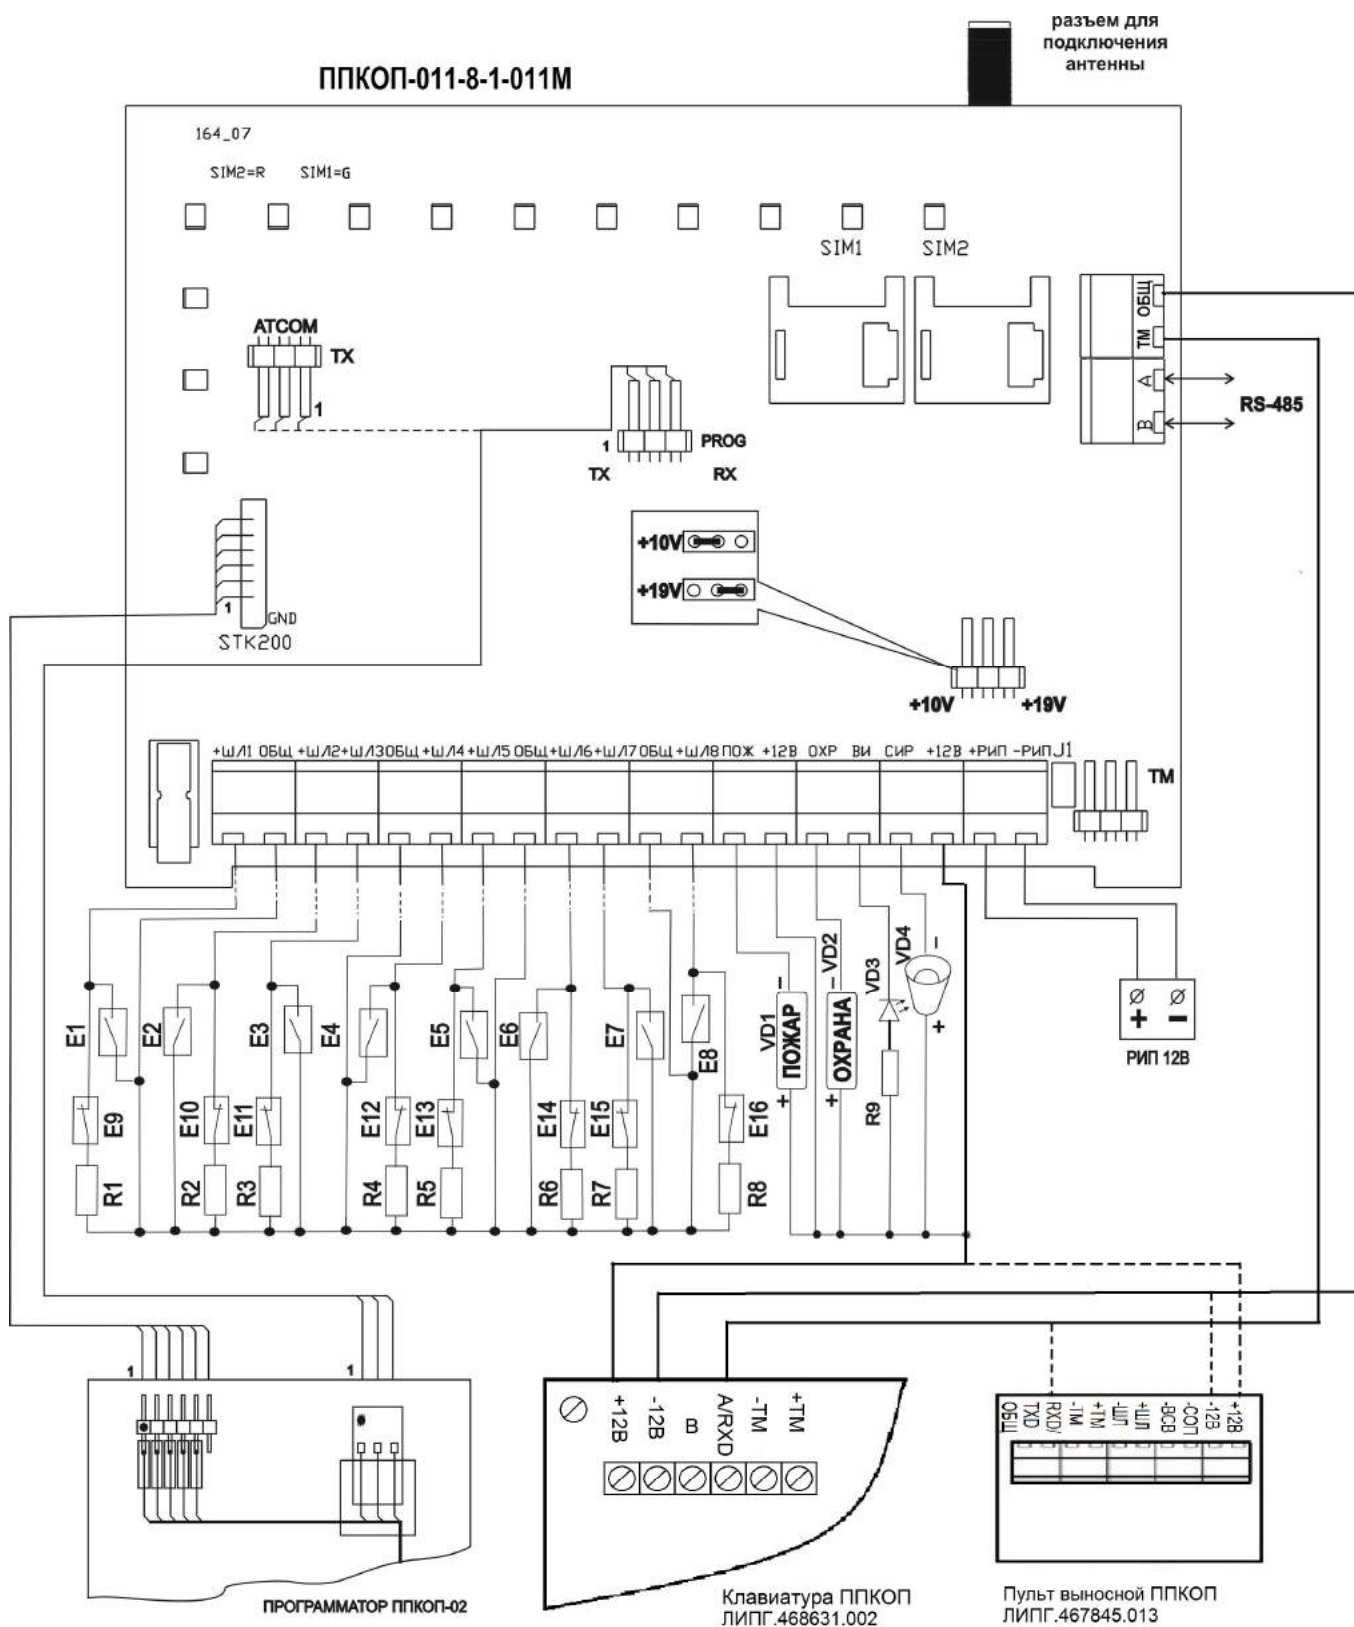 разъем для
подключения
антенны
ППКОП-011-8-1-011М
164_07
SIM2=R SIM1=G
SIM1 SIM2
ОБЩ
ТМ
A
B
RS-485
ATCOM
TX
1
1 PROG
TX RX
+10V
+19V
1
GND
STK200
+10V +19V
+ШЛ1 ОБЩ +ШЛ2 +ШЛ3 ОБЩ +ШЛ4 +ШЛ5 ОБЩ +ШЛ6 +ШЛ7 ОБЩ +ШЛ8 ПОЖ +12В ОХР ВИ СИР +12В +РИП -РИП J1
ТМ
E1 E2 E3 E4 E5 E6 E7 E8
VD1 ПОЖАР - +
VD2 ОХРАНА - +
VD3
VD4 - +
+ -
РИП 12В
E9 E10 E11 E12 E13 E14 E15 E16
R1 R2 R3 R4 R5 R6 R7 R8 R9
1 1
+12В -12В В A/RXD -ТМ +ТМ
ОБЩ TXD RXD/ -ТМ +ТМ -ШЛ +ШЛ -ВСВ -СОП -12В +12В
ПРОГРАММАТОР ППКОП-02
Клавиатура ППКОП
ЛИПГ.468631.002
Пульт выносной ППКОП
ЛИПГ.467845.013